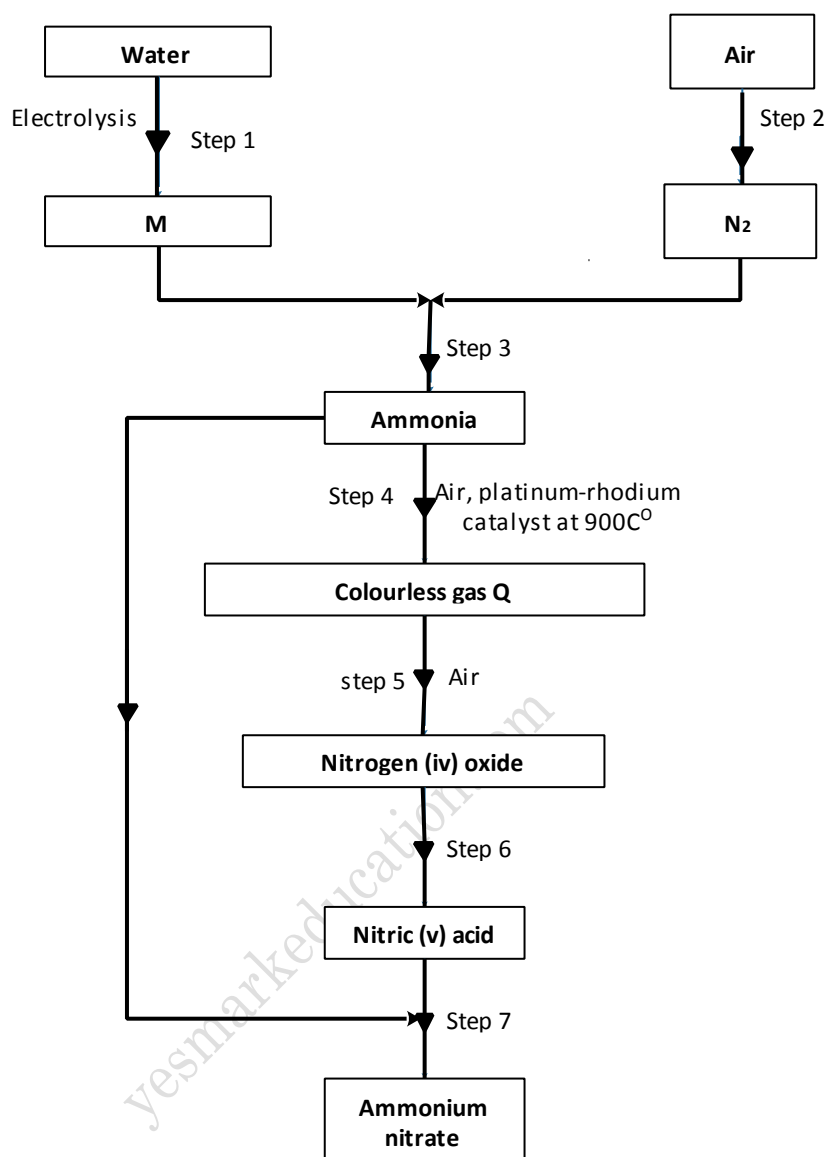 Water
Air
Electrolysis
Step 1
Step 2
M
N₂
Step 3
Ammonia
Step 4
Air, platinum-rhodium
catalyst at 900C⁰
Colourless gas Q
step 5
Air
Nitrogen (iv) oxide
Step 6
Nitric (v) acid
Step 7
Ammonium
nitrate